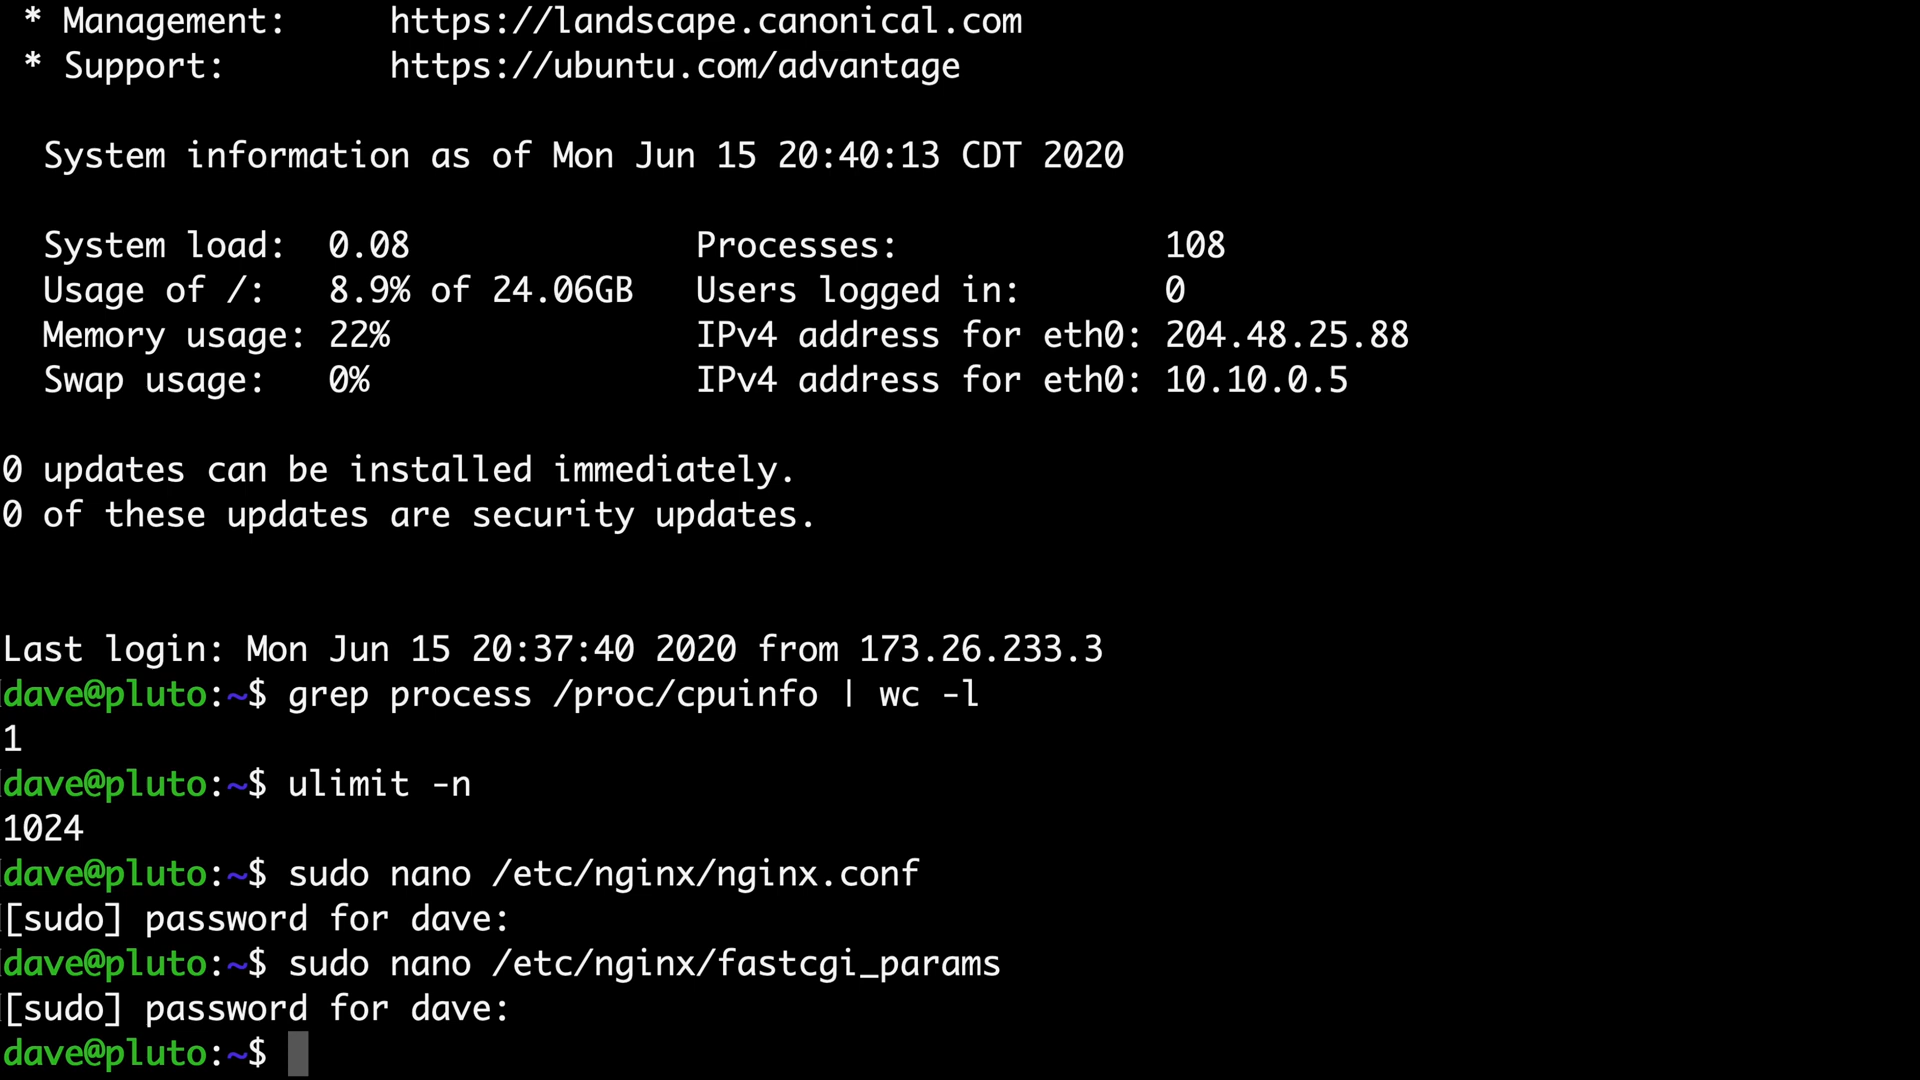 * Management:     https://landscape.canonical.com
* Support:        https://ubuntu.com/advantage
System information as of Mon Jun 15 20:40:13 CDT 2020
System load:  0.08              Processes:             108
Usage of /:   8.9% of 24.06GB   Users logged in:       0
Memory usage: 22%               IPv4 address for eth0: 204.48.25.88
Swap usage:   0%                IPv4 address for eth0: 10.10.0.5
0 updates can be installed immediately.
0 of these updates are security updates.
Last login: Mon Jun 15 20:37:40 2020 from 173.26.233.3
dave@pluto:~$ grep process /proc/cpuinfo | wc -l
1
dave@pluto:~$ ulimit -n
1024
dave@pluto:~$ sudo nano /etc/nginx/nginx.conf
[sudo] password for dave:
dave@pluto:~$ sudo nano /etc/nginx/fastcgi_params
[sudo] password for dave:
dave@pluto:~$